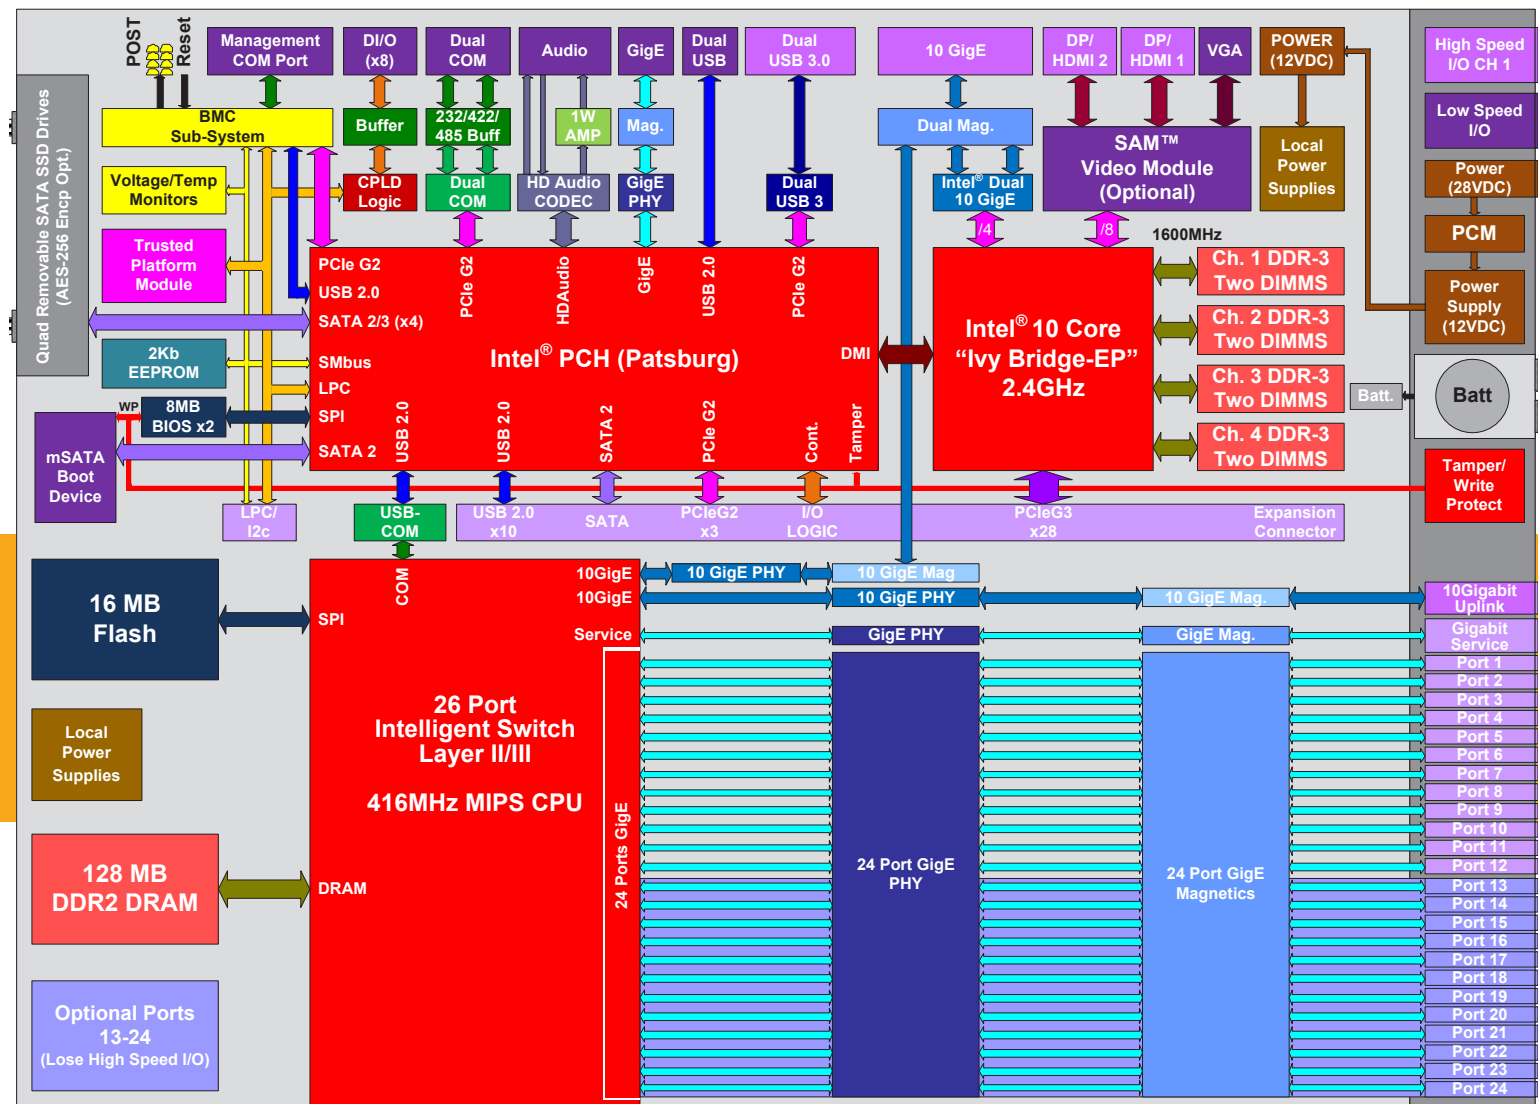 POST
Reset
Management
COM Port
DI/O
(x8)
Dual
COM
Audio
GigE
Dual
USB
Dual
USB 3.0
10 GigE
DP/
HDMI 2
DP/
HDMI 1
VGA
POWER
(12VDC)
High Speed
I/O CH 1
Quad Removable SATA SSD Drives
(AES-256 Encp Opt.)
BMC
Sub-System
Buffer
232/422/
485 Buff
1W
AMP
Mag.
Dual Mag.
SAM™
Video Module
(Optional)
Local
Power
Supplies
Low Speed
I/O
Voltage/Temp
Monitors
CPLD
Logic
Dual
COM
HD Audio
CODEC
GigE
PHY
Dual
USB 3
Intel® Dual
10 GigE
Power
(28VDC)
PCM
Power
Supply
(12VDC)
Trusted
Platform
Module
/4
/8
1600MHz
PCIe G2
USB 2.0
SATA 2/3 (x4)
SMbus
LPC
SPI
SATA 2
PCIe G2
HDAudio
GigE
USB 2.0
PCIe G2
Intel® PCH (Patsburg)
DMI
USB 2.0
USB 2.0
SATA 2
PCIe G2
Cont.
Tamper
Intel® 10 Core
“Ivy Bridge-EP”
2.4GHz
Ch. 1 DDR-3
Two DIMMS
Ch. 2 DDR-3
Two DIMMS
Ch. 3 DDR-3
Two DIMMS
Ch. 4 DDR-3
Two DIMMS
Batt.
Batt
2Kb
EEPROM
WP
8MB
BIOS x2
mSATA
Boot
Device
Tamper/
Write
Protect
LPC/
I2c
USB-
COM
USB 2.0
x10
SATA
PCIeG2
x3
I/O
LOGIC
PCIeG3
x28
Expansion
Connector
16 MB
Flash
SPI
COM
10GigE
10GigE
Service
10 GigE PHY
10 GigE Mag
10 GigE PHY
10 GigE Mag.
10Gigabit
Uplink
GigE PHY
GigE Mag.
Gigabit
Service
26 Port
Intelligent Switch
Layer II/III
416MHz MIPS CPU
DRAM
24 Ports GigE
24 Port GigE
PHY
24 Port GigE
Magnetics
Local
Power
Supplies
128 MB
DDR2 DRAM
Optional Ports
13-24
(Lose High Speed I/O)
Port 1
Port 2
Port 3
Port 4
Port 5
Port 6
Port 7
Port 8
Port 9
Port 10
Port 11
Port 12
Port 13
Port 14
Port 15
Port 16
Port 17
Port 18
Port 19
Port 20
Port 21
Port 22
Port 23
Port 24